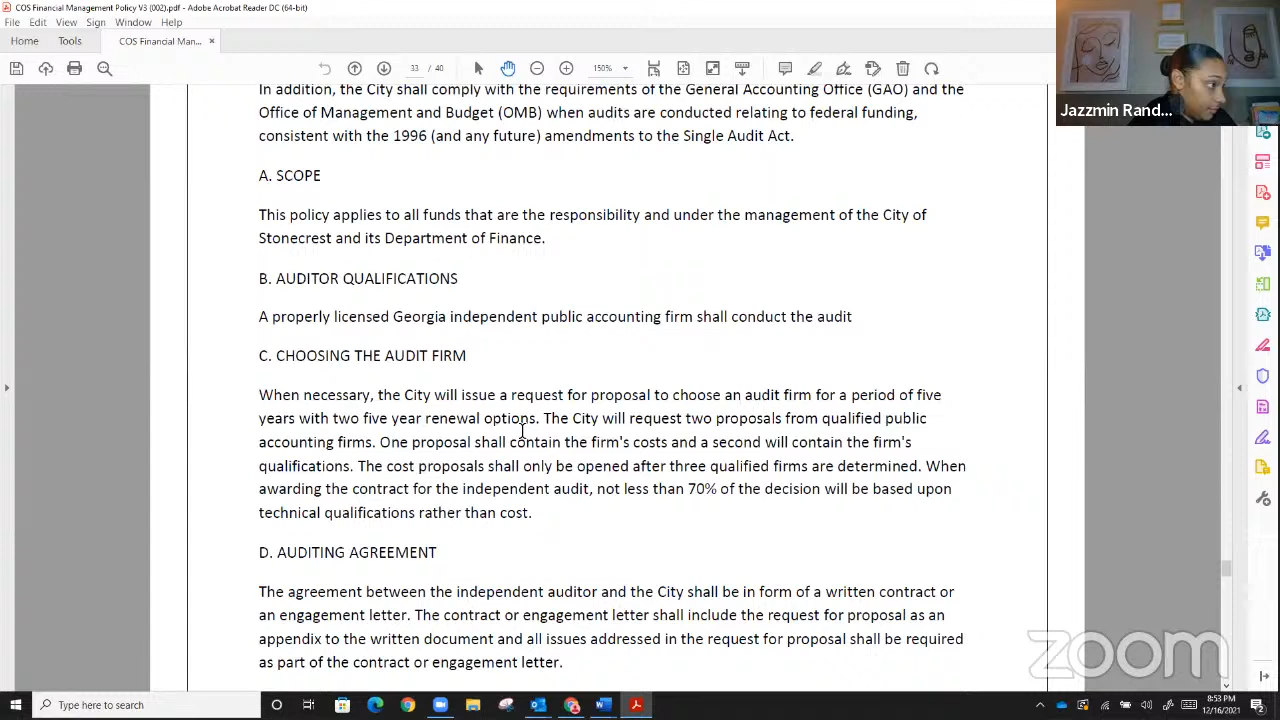 COS Financial Management Policy V3 (002).pdf - Adobe Acrobat Reader DC (64-bit)
File Edit View Sign Window Help
Home Tools COS Financial Man... ×
33 / 40 150%
Jazzmin Rand...
In addition, the City shall comply with the requirements of the General Accounting Office (GAO) and the
Office of Management and Budget (OMB) when audits are conducted relating to federal funding,
consistent with the 1996 (and any future) amendments to the Single Audit Act.
A. SCOPE
This policy applies to all funds that are the responsibility and under the management of the City of
Stonecrest and its Department of Finance.
B. AUDITOR QUALIFICATIONS
A properly licensed Georgia independent public accounting firm shall conduct the audit
C. CHOOSING THE AUDIT FIRM
When necessary, the City will issue a request for proposal to choose an audit firm for a period of five
years with two five year renewal options. The City will request two proposals from qualified public
accounting firms. One proposal shall contain the firm's costs and a second will contain the firm's
qualifications. The cost proposals shall only be opened after three qualified firms are determined. When
awarding the contract for the independent audit, not less than 70% of the decision will be based upon
technical qualifications rather than cost.
D. AUDITING AGREEMENT
The agreement between the independent auditor and the City shall be in form of a written contract or
an engagement letter. The contract or engagement letter shall include the request for proposal as an
appendix to the written document and all issues addressed in the request for proposal shall be required
as part of the contract or engagement letter.
zoom
Type here to search
8:53 PM
12/16/2021